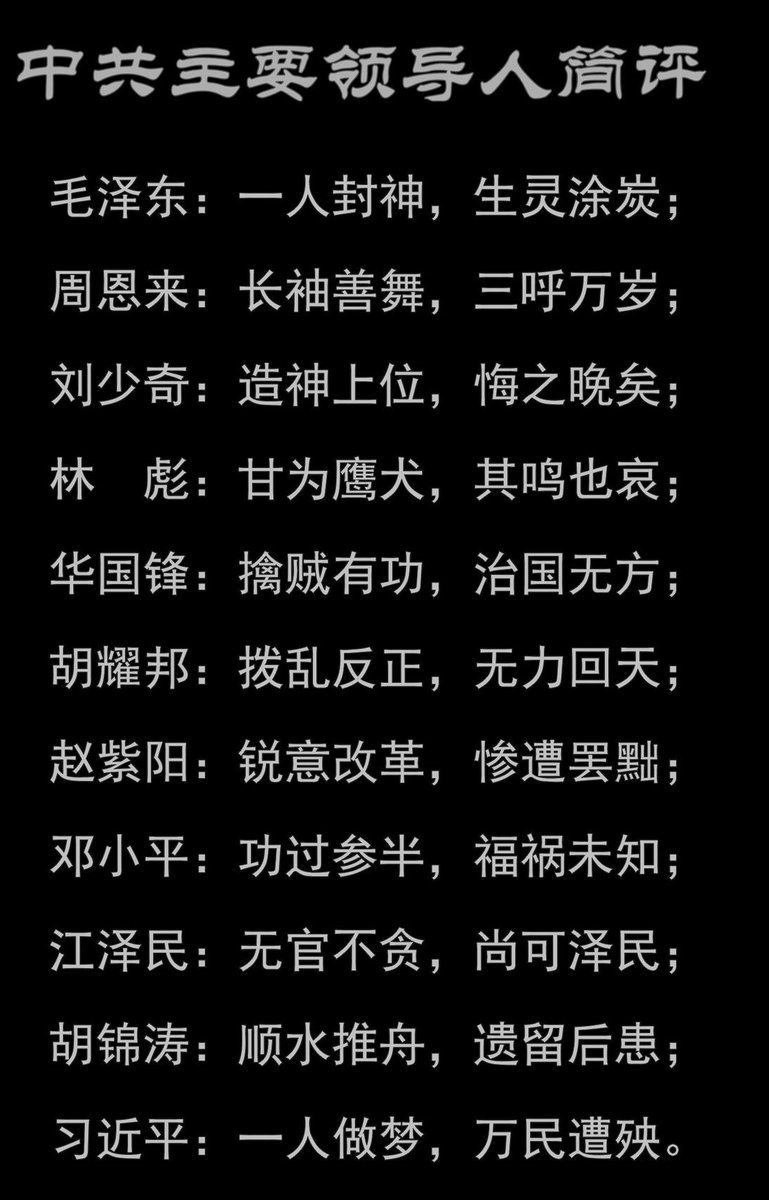 中共主要领导人简评
毛泽东：一人封神，生灵涂炭；
周恩来：长袖善舞，三呼万岁；
刘少奇：造神上位，悔之晚矣；
林　彪：甘为鹰犬，其鸣也哀；
华国锋：擒贼有功，治国无方；
胡耀邦：拨乱反正，无力回天；
赵紫阳：锐意改革，惨遭罢黜；
邓小平：功过参半，福祸未知；
江泽民：无官不贪，尚可泽民；
胡锦涛：顺水推舟，遗留后患；
习近平：一人做梦，万民遭殃。